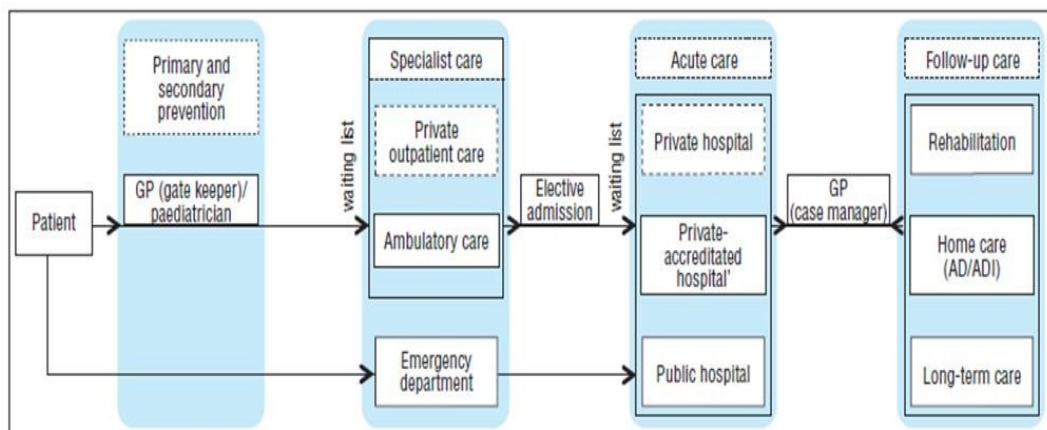 Primary and
secondary
prevention
GP (gate keeper)/
paediatrician
Patient
waiting list
Specialist care
Private
outpatient care
Ambulatory care
Emergency
department
Elective
admission
waiting list
Acute care
Private hospital
Private-
accreditated
hospital'
Public hospital
GP
(case manager)
Follow-up care
Rehabilitation
Home care
(AD/ADI)
Long-term care